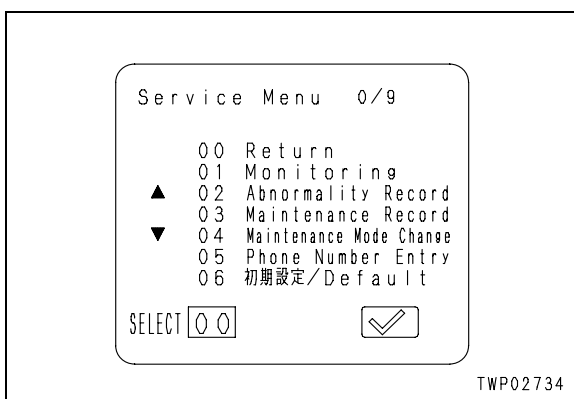 Service Menu 0/9
00 Return
01 Monitoring
▲ 02 Abnormality Record
03 Maintenance Record
▼ 04 Maintenance Mode Change
05 Phone Number Entry
06 初期設定/Default
SELECT 00
TWP02734